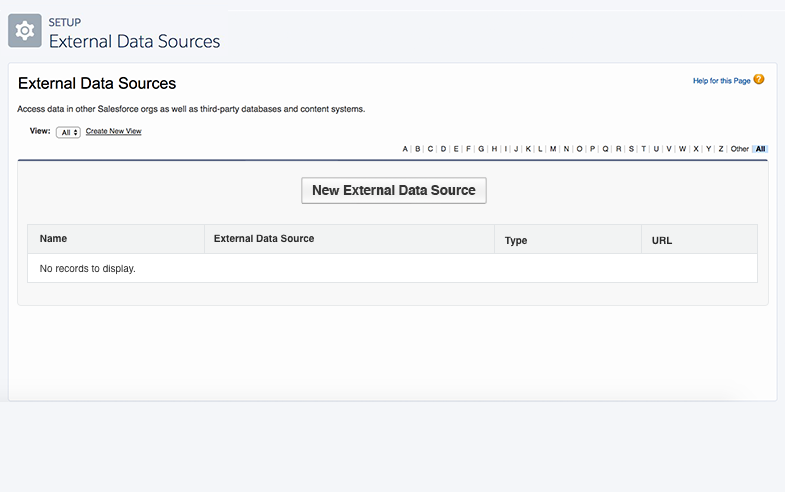 SETUP
External Data Sources
External Data Sources
Help for this Page ?
Access data in other Salesforce orgs as well as third-party databases and content systems.
View: All Create New View
A | B | C | D | E | F | G | H | I | J | K | L | M | N | O | P | Q | R | S | T | U | V | W | X | Y | Z | Other | All
New External Data Source
Name External Data Source Type URL
No records to display.